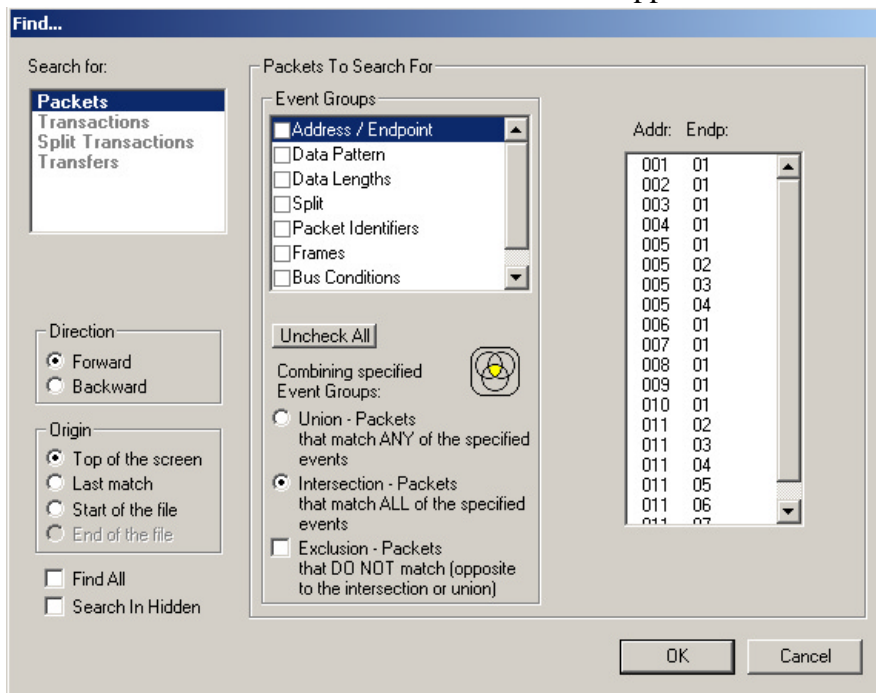 Find...
Search for:
Packets
Transactions
Split Transactions
Transfers
Direction
Forward
Backward
Origin
Top of the screen
Last match
Start of the file
End of the file
Find All
Search In Hidden
Packets To Search For
Event Groups
Address / Endpoint
Data Pattern
Data Lengths
Split
Packet Identifiers
Frames
Bus Conditions
Uncheck All
Combining specified
Event Groups:
Union - Packets
that match ANY of the specified
events
Intersection - Packets
that match ALL of the specified
events
Exclusion - Packets
that DO NOT match (opposite
to the intersection or union)
Addr: Endp:
001 01
002 01
003 01
004 01
005 01
005 02
005 03
005 04
006 01
007 01
008 01
009 01
010 01
011 02
011 03
011 04
011 05
011 06
011 07
OK
Cancel